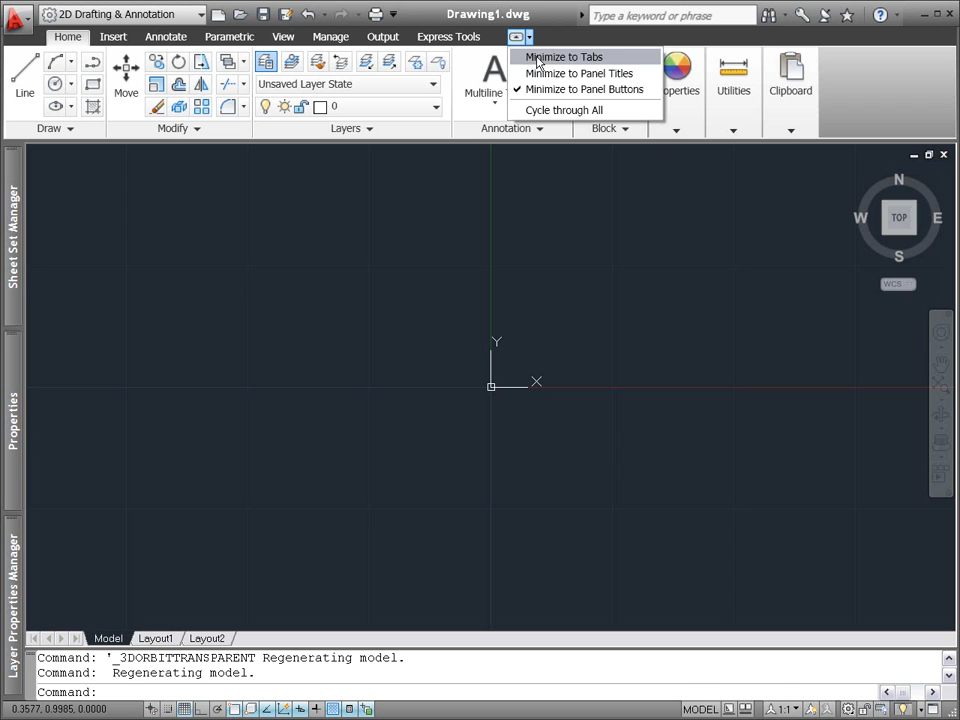 2D Drafting & Annotation
Drawing1.dwg
Type a keyword or phrase
Home Insert Annotate Parametric View Manage Output Express Tools
Minimize to Tabs
Minimize to Panel Titles
Minimize to Panel Buttons
Cycle through All
Line
Move
Unsaved Layer State
0
A
Multiline
operties
Utilities
Clipboard
Draw Modify Layers Annotation Block
Sheet Set Manager
Properties
Layer Properties Manager
N
W TOP E
S
WCS
Y
X
Model Layout1 Layout2
Command: '_3DORBITTRANSPARENT Regenerating model.
Command: Regenerating model.
Command:
0.3577, 0.9985, 0.0000
MODEL
1:1